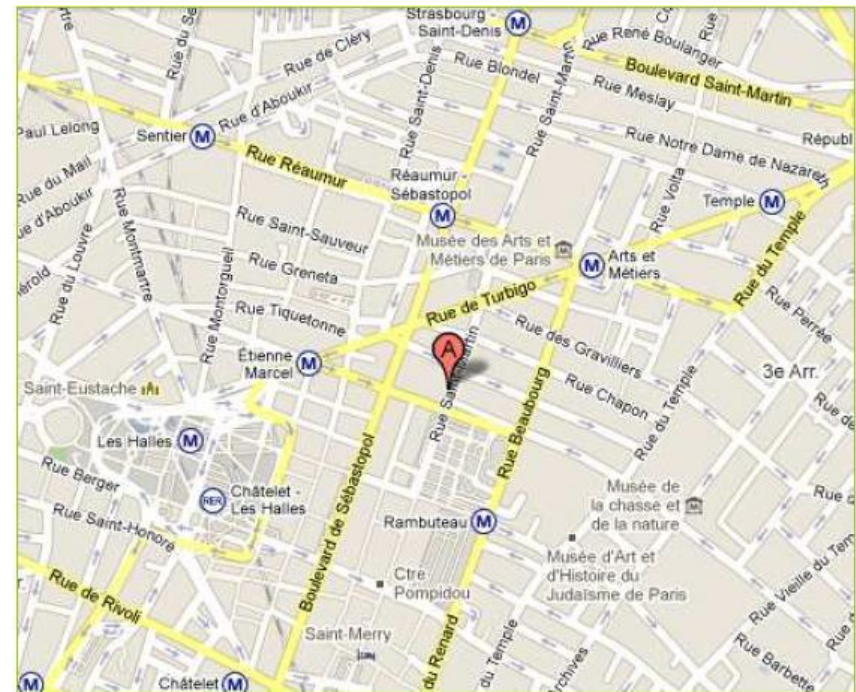 Strasbourg -
Saint-Denis
M
Rue René Boulanger
Rue de Cléry
Rue Blondel
Boulevard Saint-Martin
Rue d'Aboukir
Rue Saint-Denis
Rue Meslay
Paul Lelong
Sentier
M
Rue Notre Dame de Nazareth
Républ
Rue Réaumur
Rue du Mail
Réaumur -
Sébastopol
M
Rue Volta
Temple
M
Rue Saint-Sauveur
Musée des Arts et
Métiers de Paris
Arts et
Métiers
M
Rue du Temple
Rue du Louvre
Rue Montmartre
Rue Montorgueil
Rue Greneta
Rue de Turbigo
Rue Tiquetonne
Rue Perrée
Rue des Gravilliers
Étienne
Marcel
M
A
3e Arr.
Rue Chapon
Saint-Eustache
Rue Beaubourg
Rue du Temple
Les Halles
M
Rue Berger
RER
Châtelet -
Les Halles
Boulevard de Sébastopol
Musée de
la chasse et
de la nature
M
Rue Saint-Honoré
Rambuteau
M
Musée d'Art et
d'Histoire du
Judaïsme de Paris
Rue de Rivoli
Ctre
Pompidou
Rue Vieille du Tem
Saint-Merry
du Renard
du Temple
Archives
Rue Barbette
M
Châtelet
M